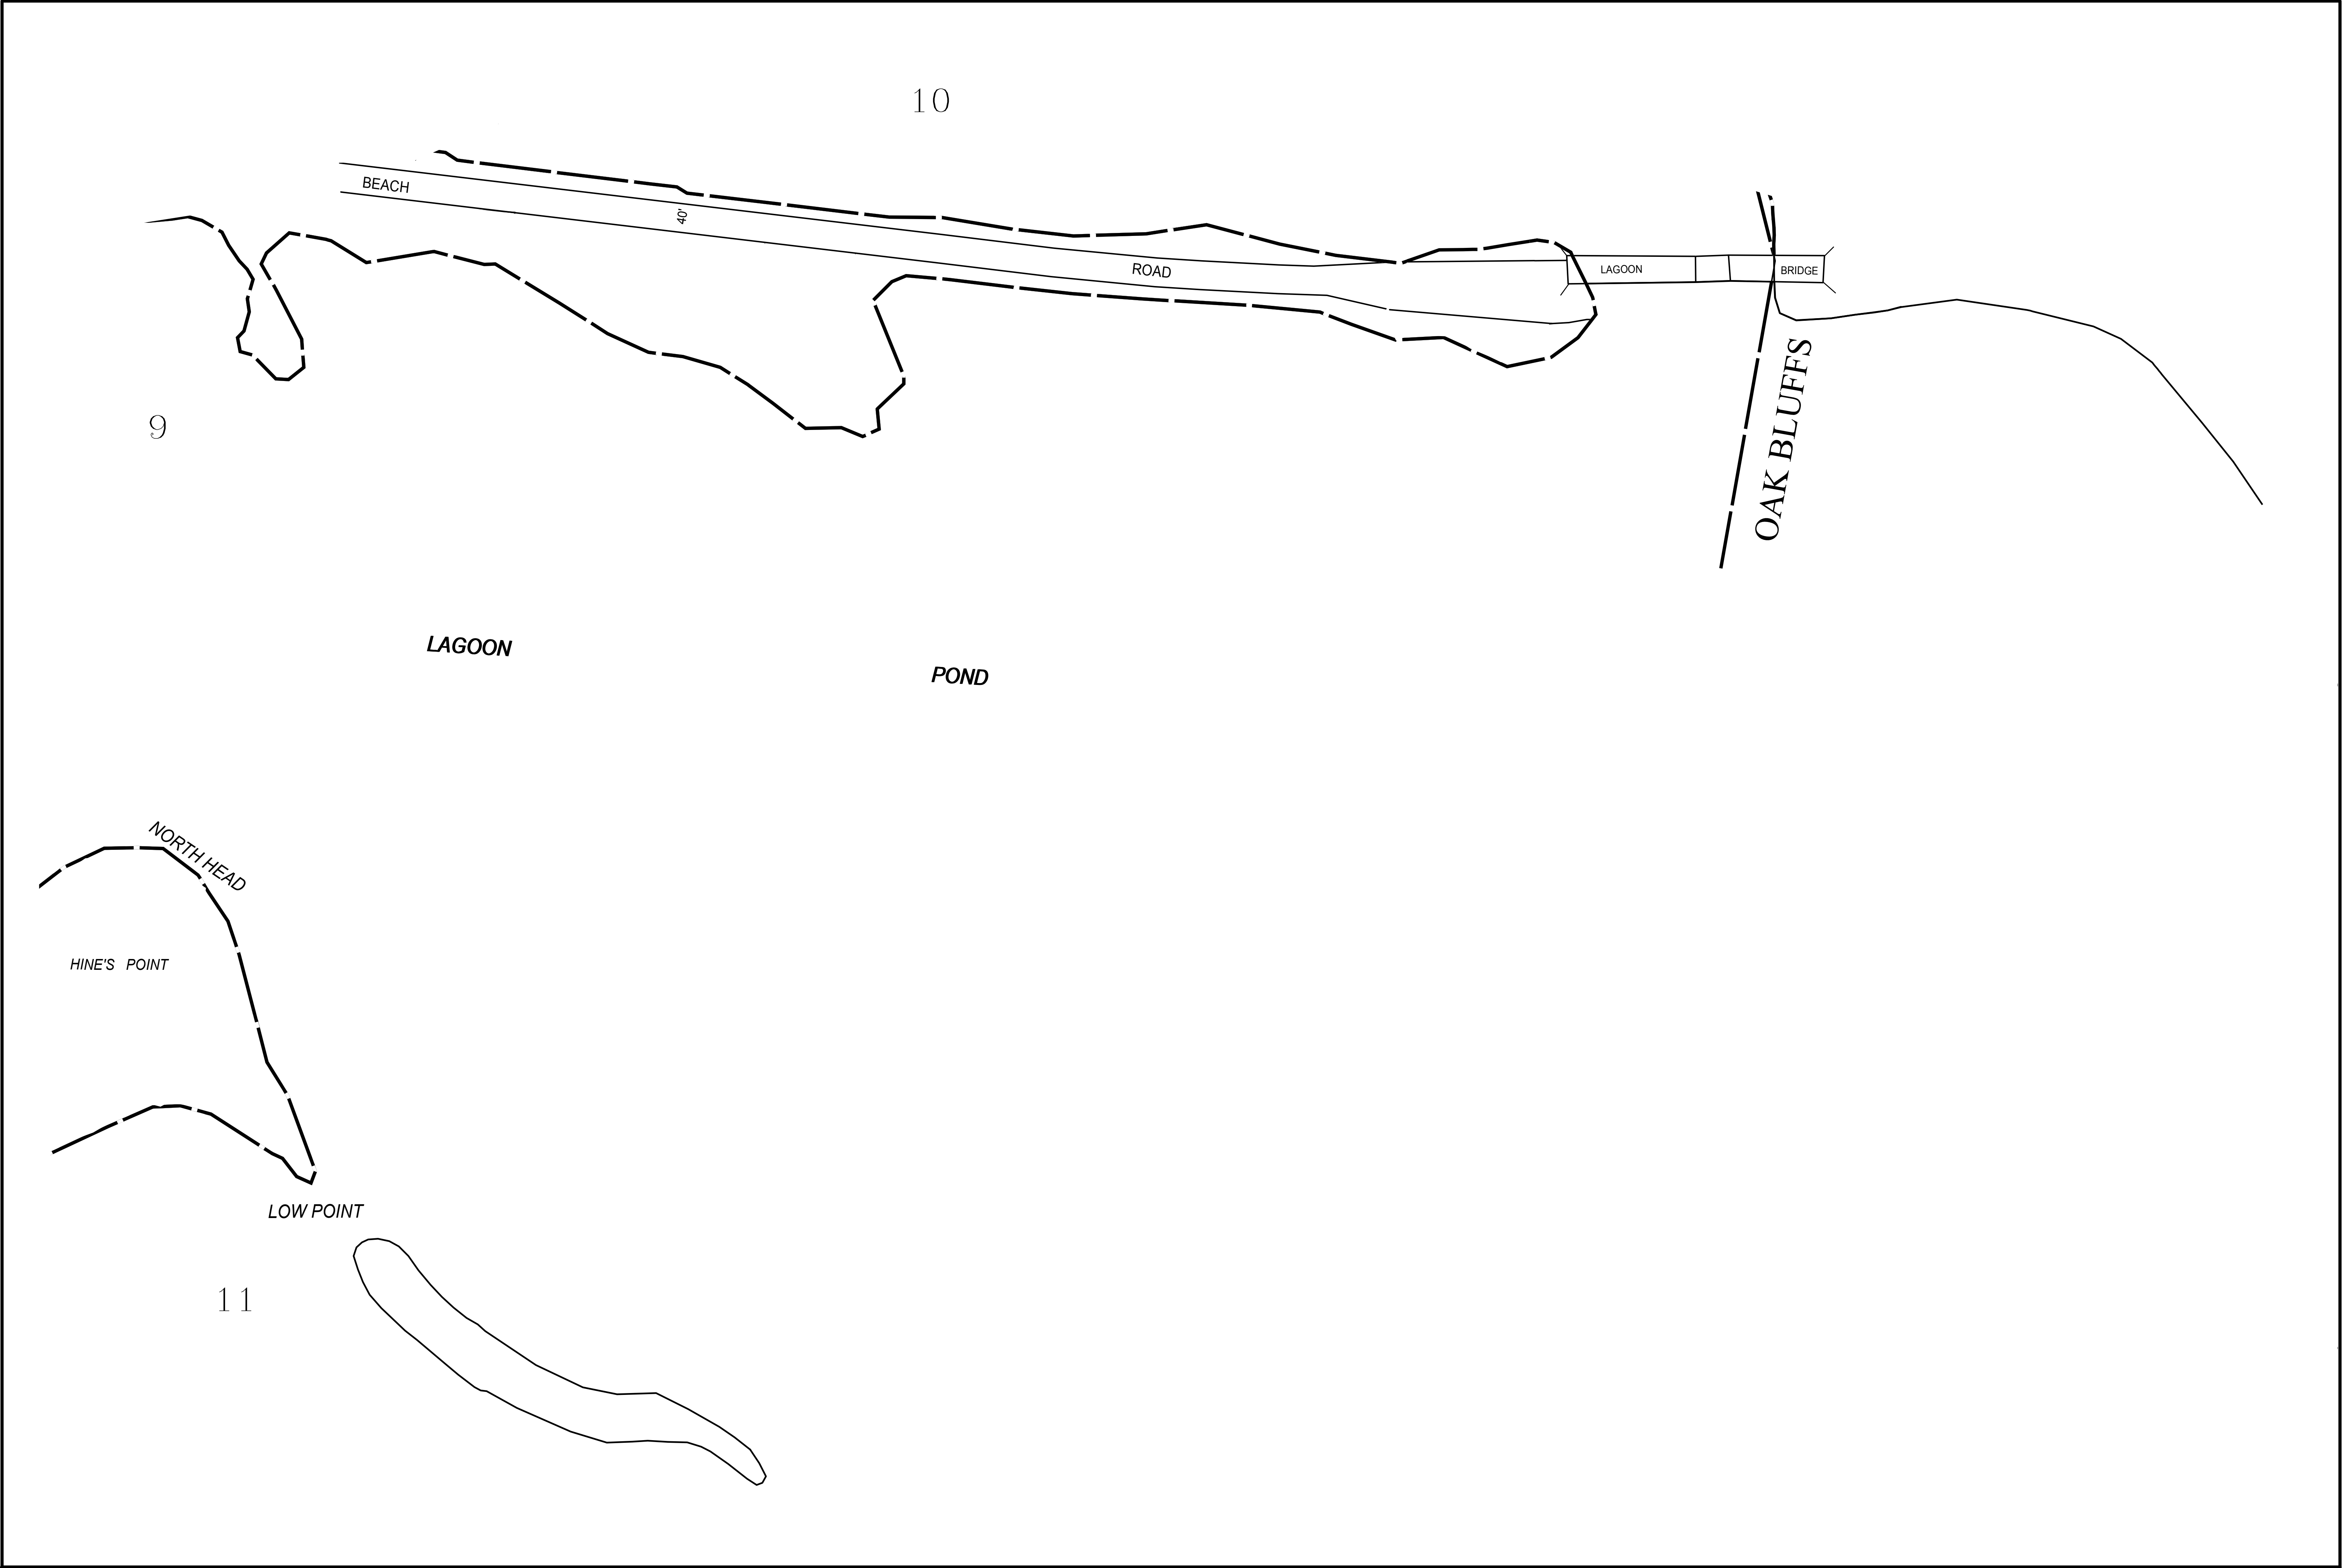 10
BEACH
40'
ROAD
LAGOON
BRIDGE
OAK BLUFFS
9
LAGOON
POND
NORTH HEAD
HINE'S POINT
LOW POINT
11